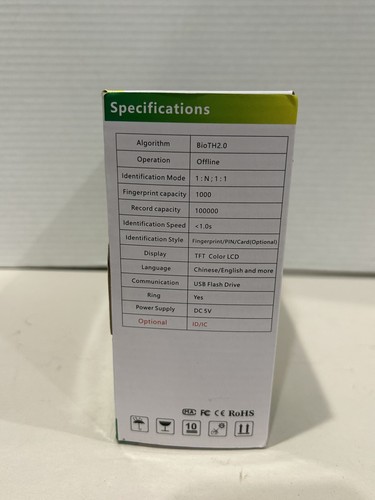 Specifications
Algorithm BioTH2.0
Operation Offline
Identification Mode 1:N;1:1
Fingerprint capacity 1000
Record capacity 100000
Identification Speed <1.0s
Identification Style Fingerprint/PIN/Card(Optional)
Display TFT Color LCD
Language Chinese/English and more
Communication USB Flash Drive
Ring Yes
Power Supply DC 5V
Optional ID/IC
MA FC CE RoHS
10